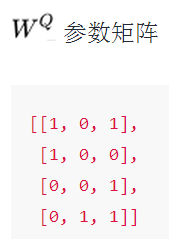 W^Q 参数矩阵
[[1, 0, 1],
[1, 0, 0],
[0, 0, 1],
[0, 1, 1]]